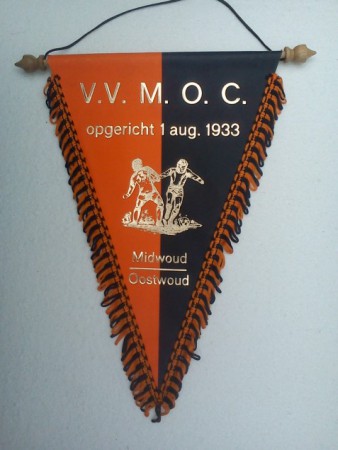 V.V. M. O. C.
opgericht 1 aug. 1933
Midwoud
Oostwoud